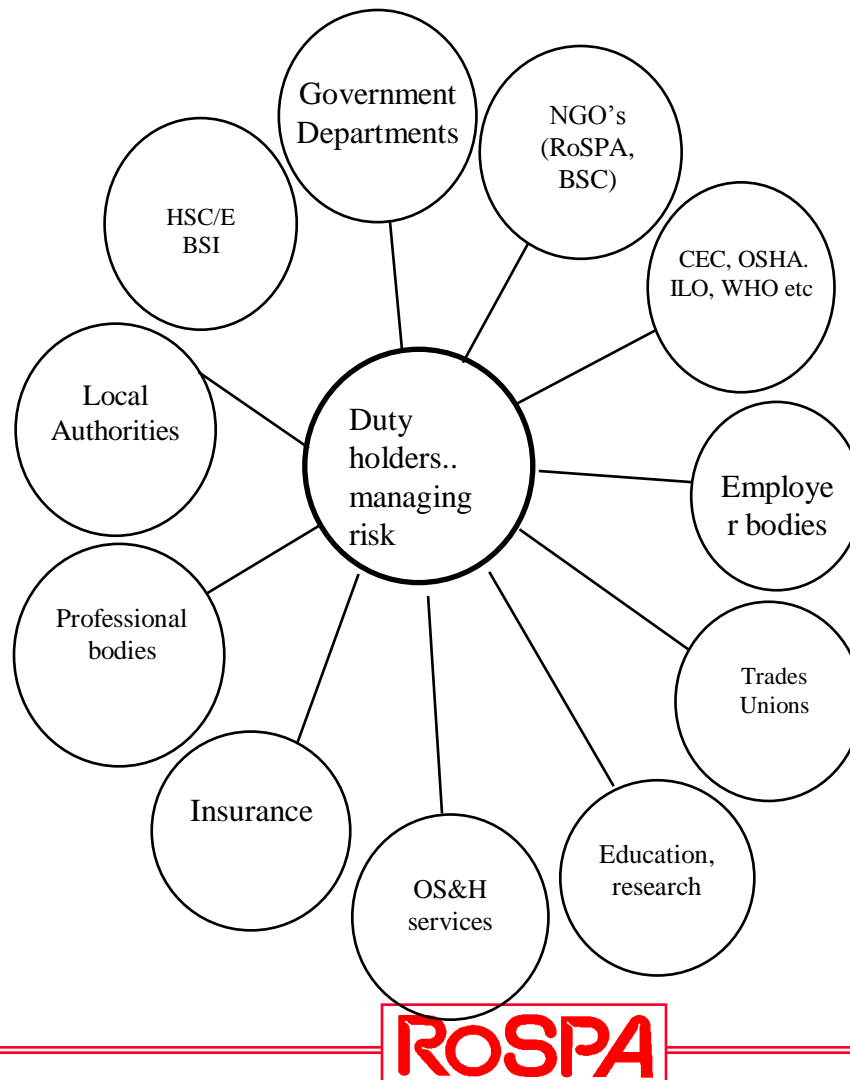 Government
Departments
NGO's
(RoSPA,
BSC)
HSC/E
BSI
CEC, OSHA.
ILO, WHO etc
Local
Authorities
Duty
holders..
managing
risk
Employe
r bodies
Professional
bodies
Trades
Unions
Insurance
Education,
research
OS&H
services
RoSPA